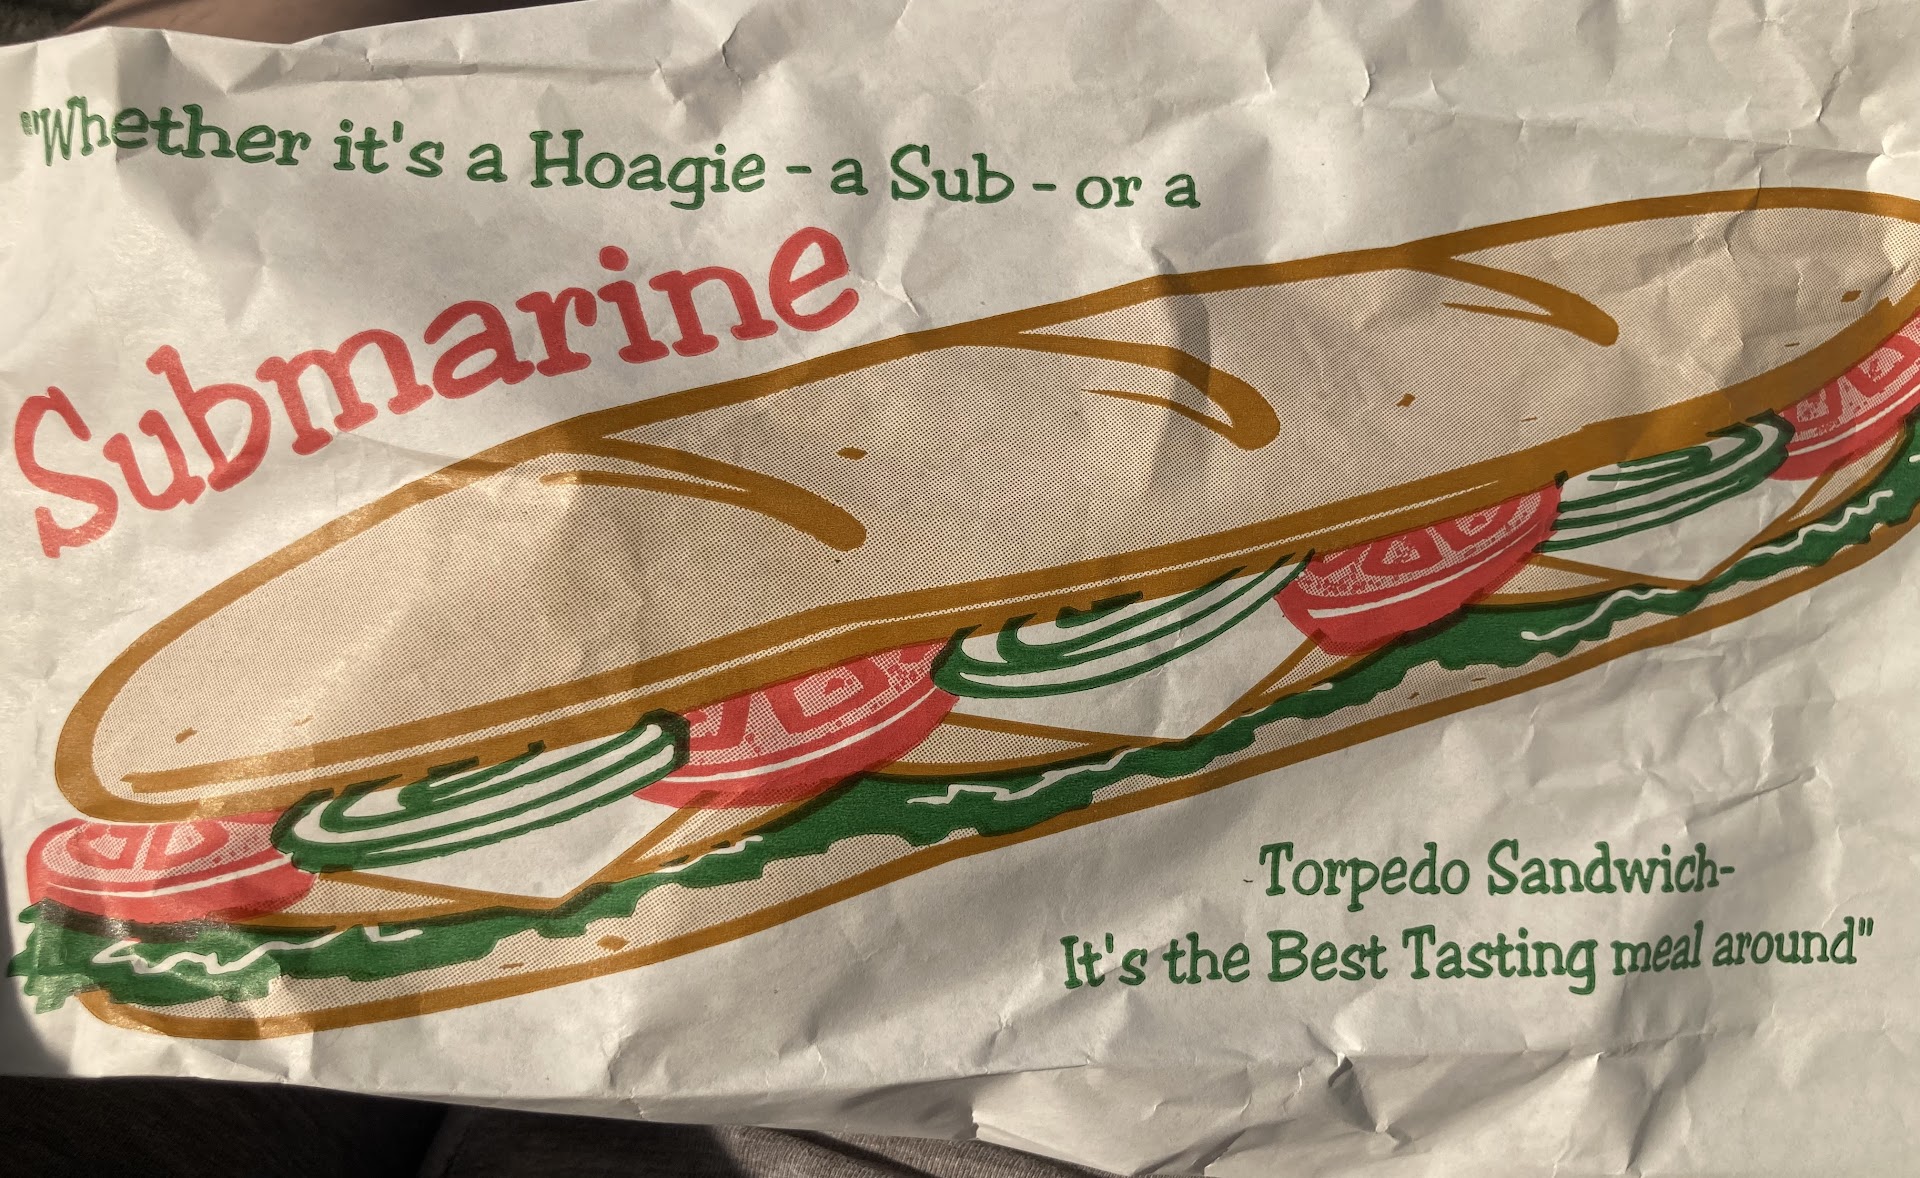 "Whether it's a Hoagie - a Sub - or a
Submarine
-Torpedo Sandwich-
It's the Best Tasting meal around"